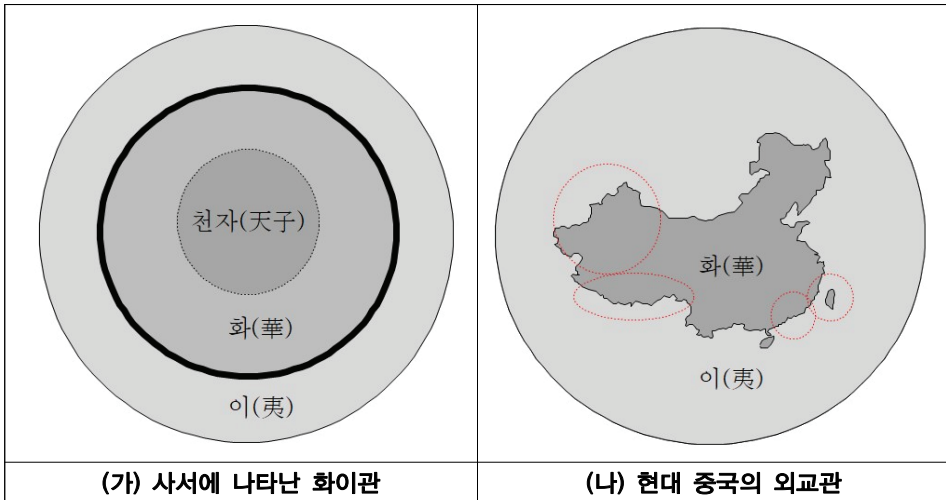 천자(天子)
화(華)
이(夷)
(가) 사서에 나타난 화이관
화(華)
이(夷)
(나) 현대 중국의 외교관